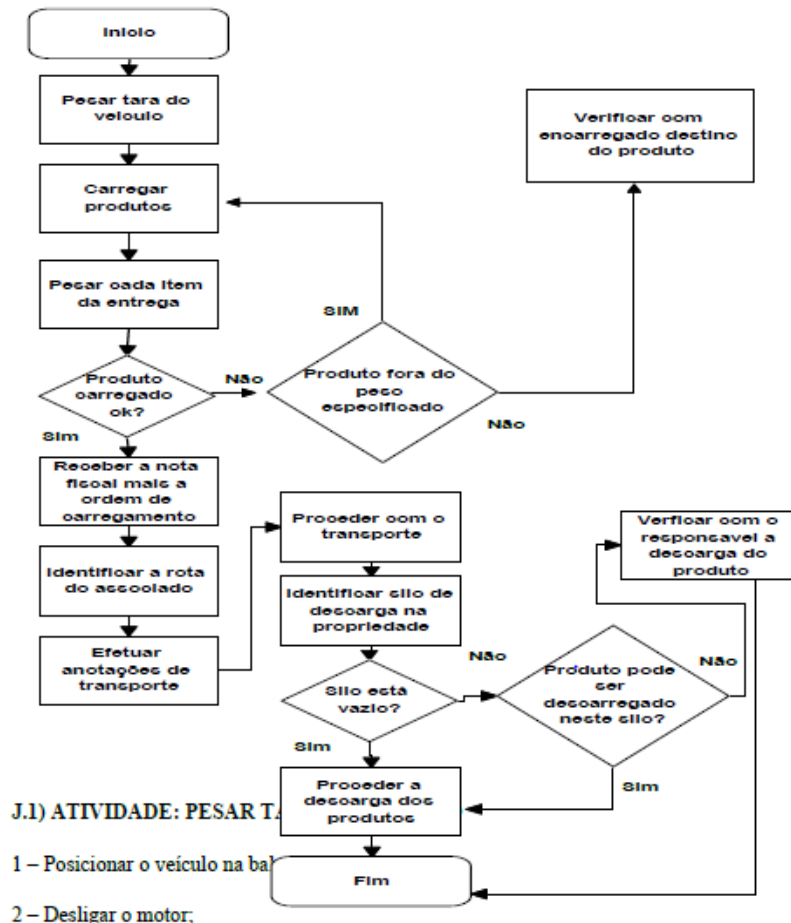 Inicio
Pesar tara do
veiculo
Verificar com
encarregado destino
do produto
Carregar
produtos
Pesar cada item
da entrega
SIM
Produto
carregado
ok?
Não
Produto fora do
peso
especificado
Não
Sim
Receber a nota
fiscal mais a
ordem de
carregamento
Proceder com o
transporte
Verficar com o
responsavel a
descarga do
produto
Identificar a rota
do associado
Identificar silo de
descarga na
propriedade
Efetuar
anotações de
transporte
Não
Silo está
vazio?
Produto pode
ser
descarregado
neste silo?
Não
Sim
Sim
Proceder a
descarga dos
produtos
Fim
J.1) ATIVIDADE: PESAR
1 – Posicionar o veículo na
2 – Desligar o motor;